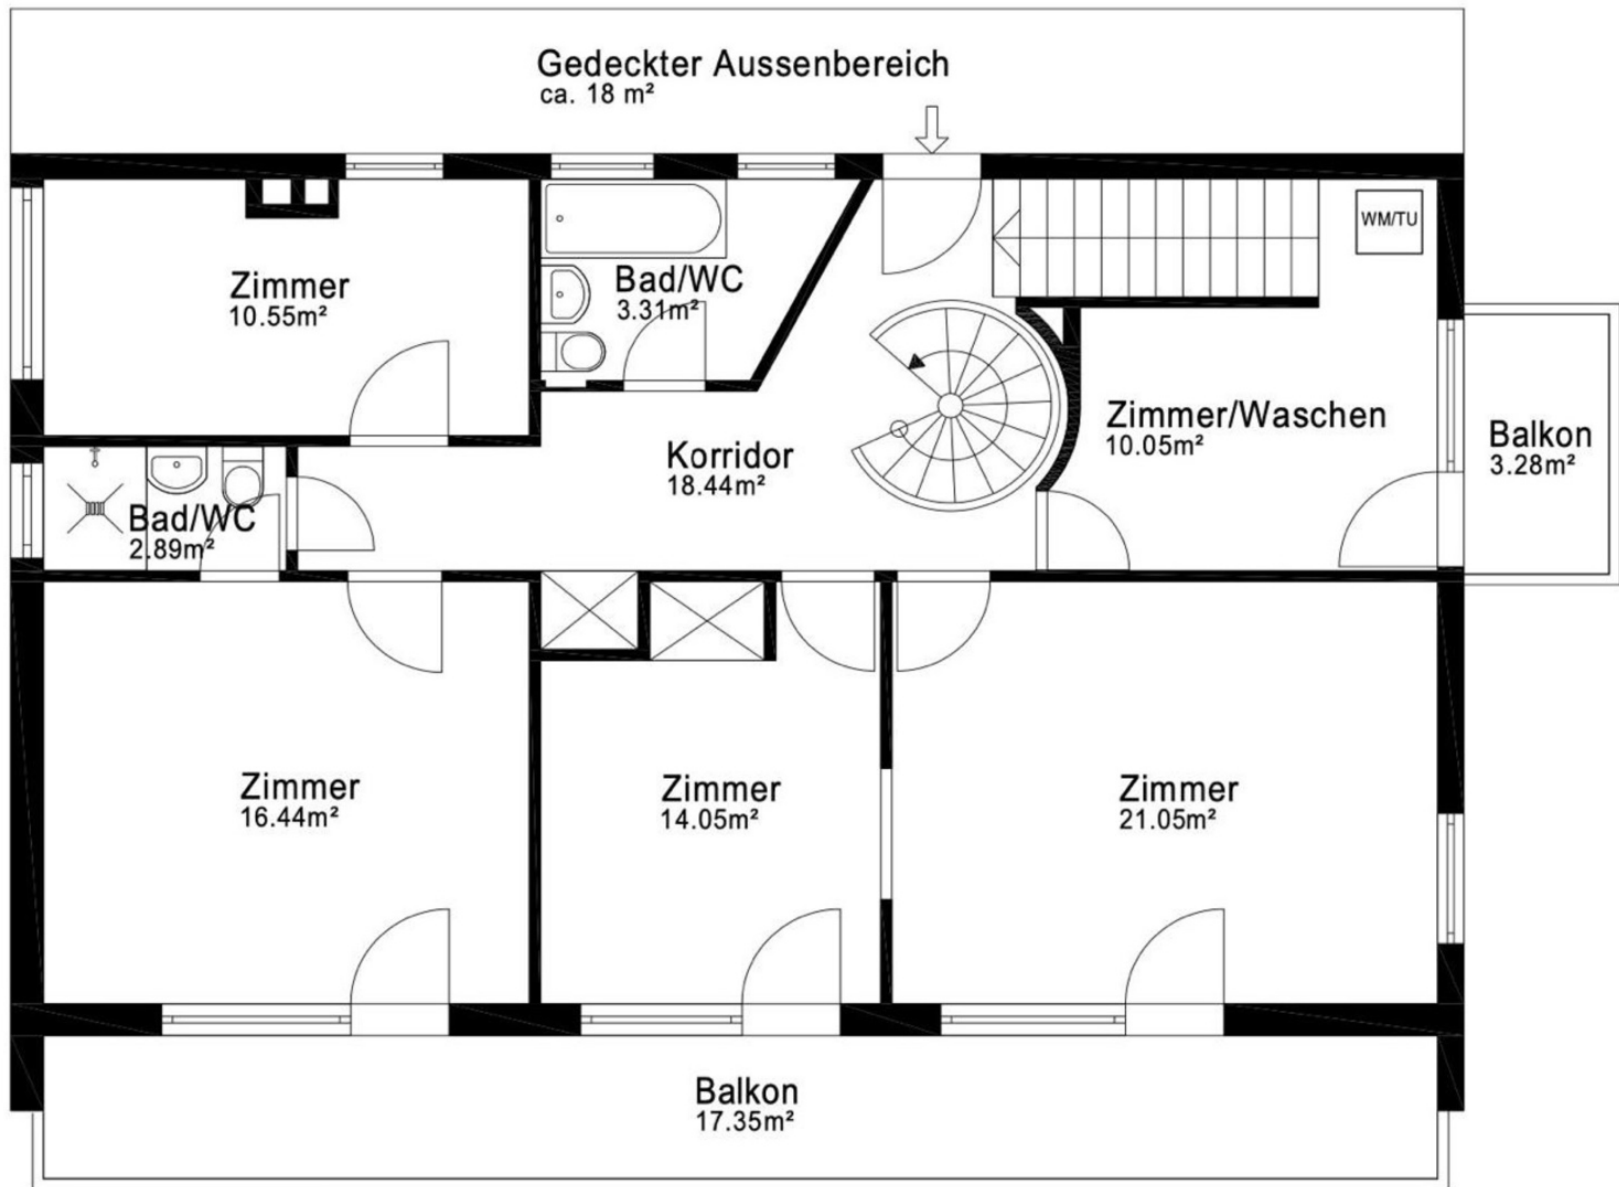 Gedeckter Aussenbereich
ca. 18 m²
WM/TU
Zimmer
10.55m²
Bad/WC
3.31m²
Zimmer/Waschen
10.05m²
Balkon
3.28m²
Korridor
18.44m²
Bad/WC
2.89m²
Zimmer
16.44m²
Zimmer
14.05m²
Zimmer
21.05m²
Balkon
17.35m²